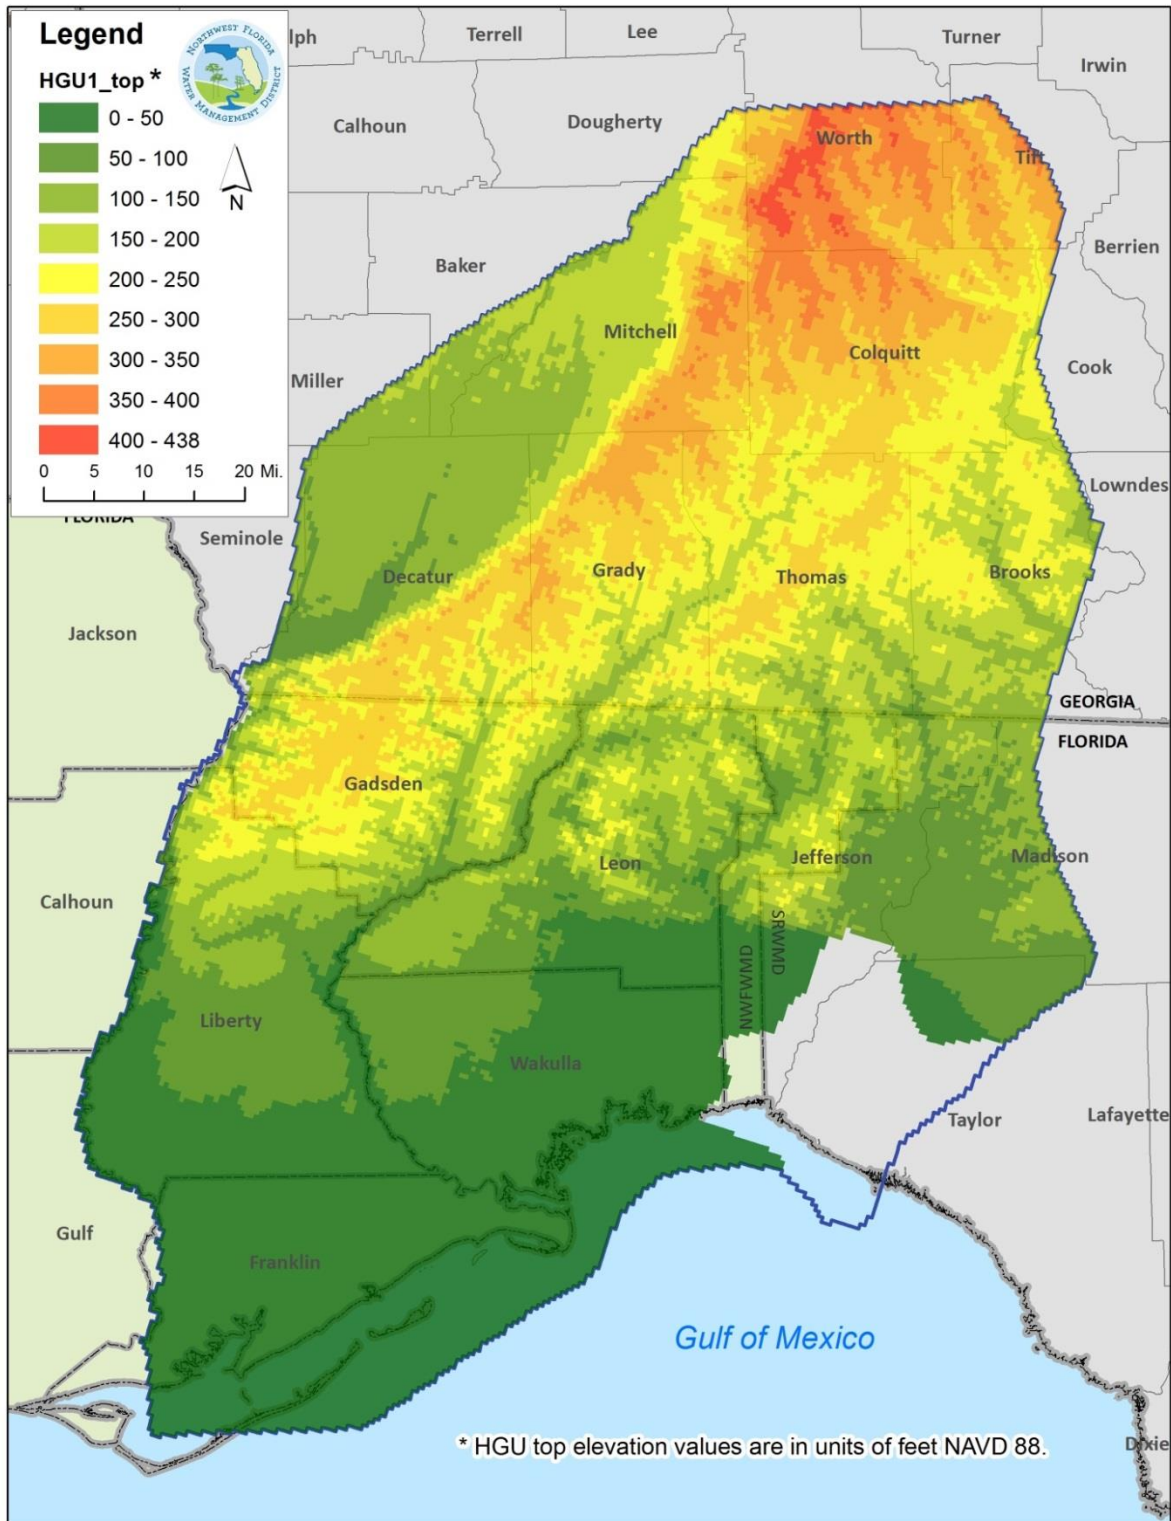 Legend
NORTHWEST FLORIDA
WATER MANAGEMENT DISTRICT
HGU1_top *
0 - 50
50 - 100
100 - 150
150 - 200
200 - 250
250 - 300
300 - 350
350 - 400
400 - 438
N
0 5 10 15 20 Mi.
lph
Terrell
Lee
Turner
Irwin
Calhoun
Dougherty
Worth
Tift
Berrien
Baker
Mitchell
Colquitt
Cook
Miller
Lowndes
FLORIDA
Seminole
Decatur
Grady
Thomas
Brooks
Jackson
GEORGIA
FLORIDA
Gadsden
Leon
Jefferson
Madison
Calhoun
NWFWMD
SRWMD
Liberty
Wakulla
Taylor
Lafayette
Gulf
Franklin
Gulf of Mexico
* HGU top elevation values are in units of feet NAVD 88.
Dixie